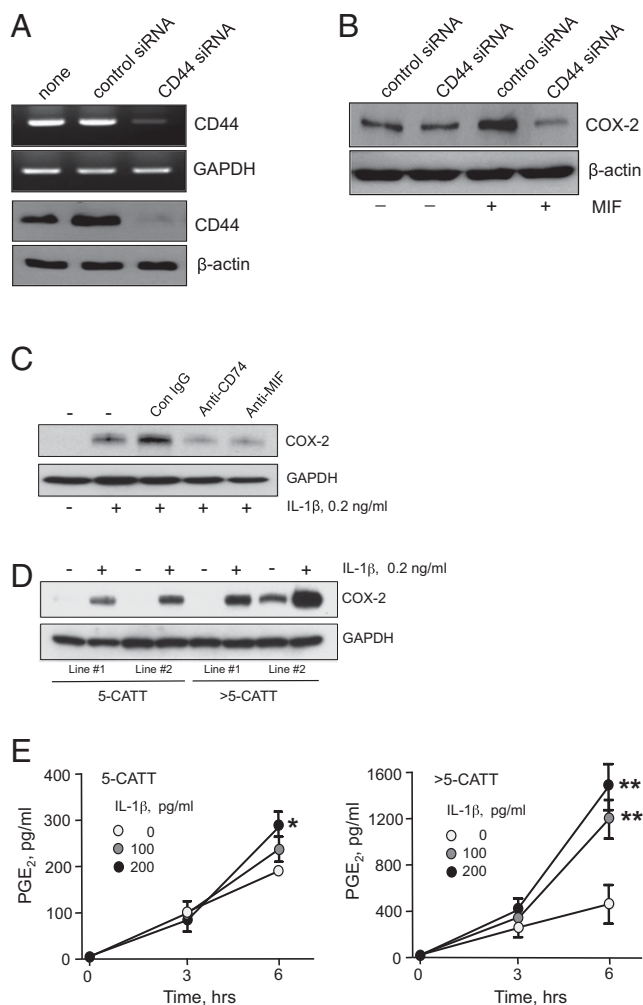 A
none
control siRNA
CD44 siRNA
CD44
GAPDH
CD44
β-actin
B
control siRNA
CD44 siRNA
control siRNA
CD44 siRNA
COX-2
β-actin
– – + + MIF
C
- - Con IgG Anti-CD74 Anti-MIF
COX-2
GAPDH
- + + + + IL-1β, 0.2 ng/ml
D
- + - + - + - + IL-1β, 0.2 ng/ml
COX-2
GAPDH
Line #1 Line #2 Line #1 Line #2
5-CATT >5-CATT
E
5-CATT
IL-1β, pg/ml
0
100
200
400
300
200
100
0
PGE2, pg/ml
*
0 3 6
Time, hrs
>5-CATT
IL-1β, pg/ml
0
100
200
1600
1200
800
400
0
PGE2, pg/ml
**
**
0 3 6
Time, hrs